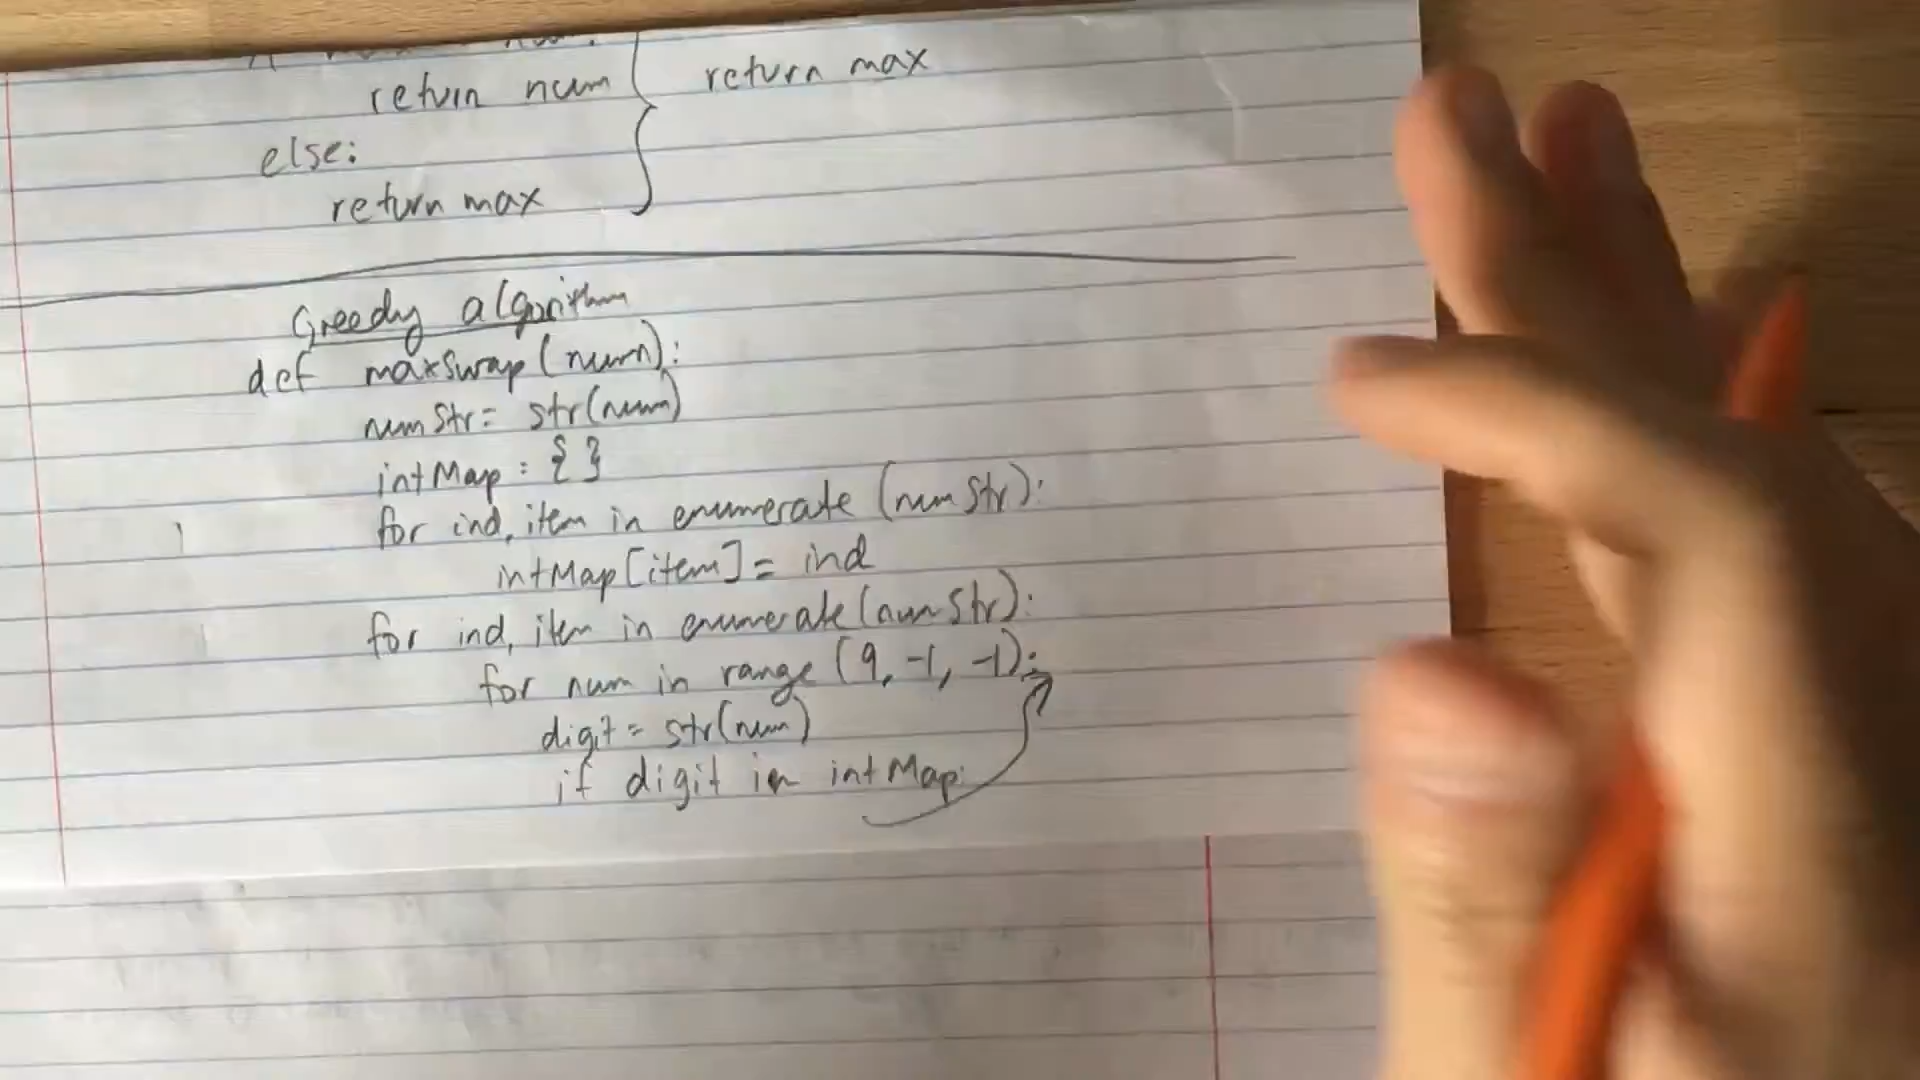 return num
return max
else:
return max
Greedy algorithm
def maxSwap(num):
numStr= str(num)
intMap = { }
for ind, item in enumerate (numStr):
intMap[item] = ind
for ind, item in enumerate(numStr):
for num in range (9, -1, -1):
digit = str(num)
if digit in intMap: